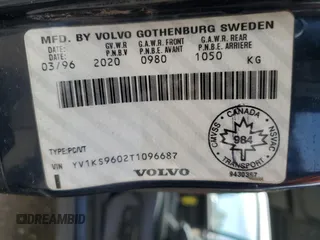 MFD. BY VOLVO GOTHENBURG SWEDEN
G.V.W.R G.A.W.R. FRONT G.A.W.R. REAR
DATE P.N.B.V P.N.B.E. AVANT P.N.B.E. ARRIERE
03/96 2020 0980 1050 KG
TYPE:PC/VT
VIN YV1KS9602T1096687
VOLVO
CANADA
CMVSS NSVAC
984
TRANSPORT
9430357
DREAMBID